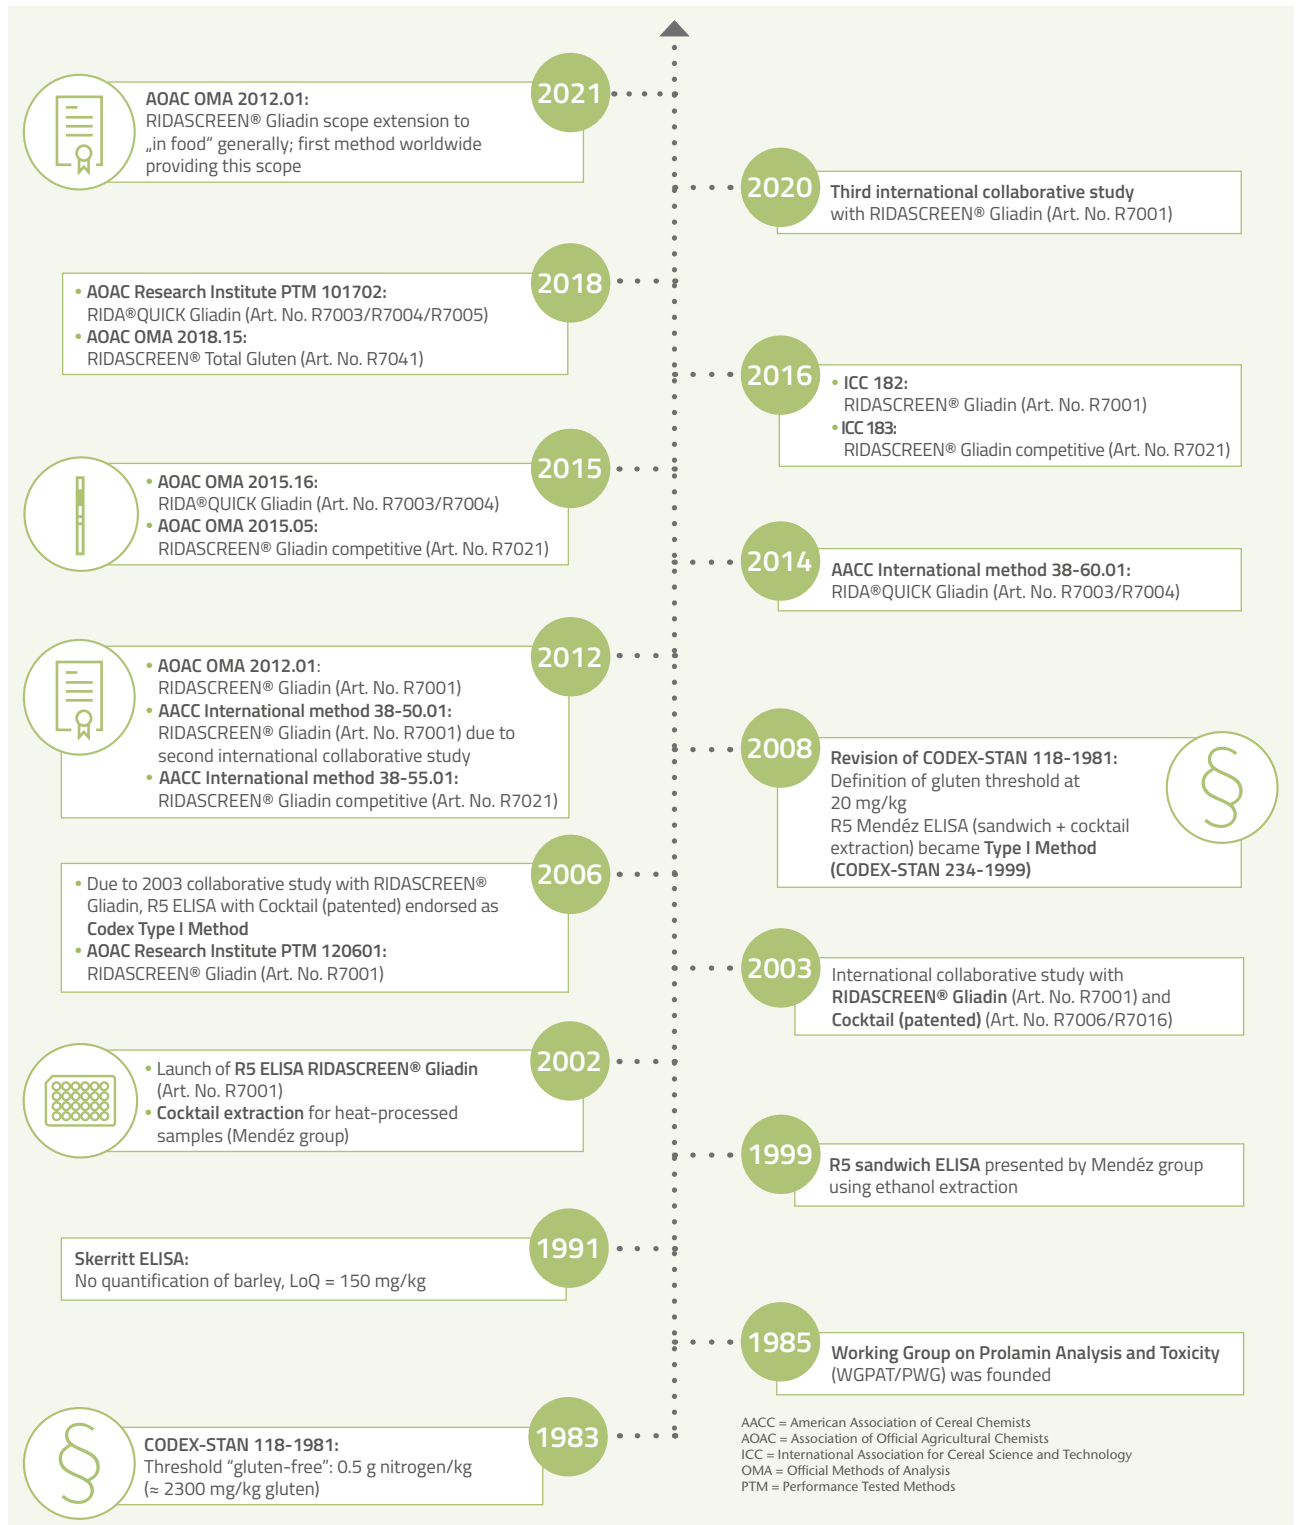 2021
AOAC OMA 2012.01:
RIDASCREEN® Gliadin scope extension to
„in food“ generally; first method worldwide
providing this scope
2020
Third international collaborative study
with RIDASCREEN® Gliadin (Art. No. R7001)
2018
• AOAC Research Institute PTM 101702:
RIDA®QUICK Gliadin (Art. No. R7003/R7004/R7005)
• AOAC OMA 2018.15:
RIDASCREEN® Total Gluten (Art. No. R7041)
2016
• ICC 182:
RIDASCREEN® Gliadin (Art. No. R7001)
• ICC 183:
RIDASCREEN® Gliadin competitive (Art. No. R7021)
2015
• AOAC OMA 2015.16:
RIDA®QUICK Gliadin (Art. No. R7003/R7004)
• AOAC OMA 2015.05:
RIDASCREEN® Gliadin competitive (Art. No. R7021)
2014
AACC International method 38-60.01:
RIDA®QUICK Gliadin (Art. No. R7003/R7004)
2012
• AOAC OMA 2012.01:
RIDASCREEN® Gliadin (Art. No. R7001)
• AACC International method 38-50.01:
RIDASCREEN® Gliadin (Art. No. R7001) due to
second international collaborative study
• AACC International method 38-55.01:
RIDASCREEN® Gliadin competitive (Art. No. R7021)
2008
Revision of CODEX-STAN 118-1981:
Definition of gluten threshold at
20 mg/kg
R5 Mendéz ELISA (sandwich + cocktail
extraction) became Type I Method
(CODEX-STAN 234-1999)
§
2006
• Due to 2003 collaborative study with RIDASCREEN®
Gliadin, R5 ELISA with Cocktail (patented) endorsed as
Codex Type I Method
• AOAC Research Institute PTM 120601:
RIDASCREEN® Gliadin (Art. No. R7001)
2003
International collaborative study with
RIDASCREEN® Gliadin (Art. No. R7001) and
Cocktail (patented) (Art. No. R7006/R7016)
2002
• Launch of R5 ELISA RIDASCREEN® Gliadin
(Art. No. R7001)
• Cocktail extraction for heat-processed
samples (Mendéz group)
1999
R5 sandwich ELISA presented by Mendéz group
using ethanol extraction
1991
Skerritt ELISA:
No quantification of barley, LoQ = 150 mg/kg
1985
Working Group on Prolamin Analysis and Toxicity
(WGPAT/PWG) was founded
1983
§
CODEX-STAN 118-1981:
Threshold “gluten-free”: 0.5 g nitrogen/kg
(≈ 2300 mg/kg gluten)
AACC = American Association of Cereal Chemists
AOAC = Association of Official Agricultural Chemists
ICC = International Association for Cereal Science and Technology
OMA = Official Methods of Analysis
PTM = Performance Tested Methods